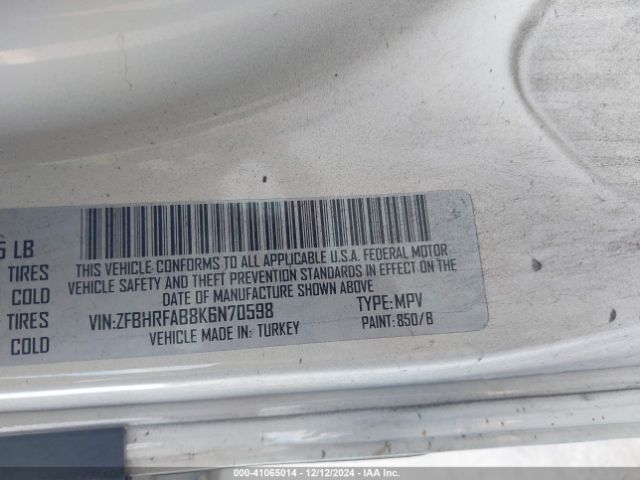 5 LB
TIRES
COLD
TIRES
COLD
THIS VEHICLE CONFORMS TO ALL APPLICABLE U.S.A. FEDERAL MOTOR
VEHICLE SAFETY AND THEFT PREVENTION STANDARDS IN EFFECT ON THE
DATE OF MANUFACTURE SHOWN ABOVE
VIN:ZFBHRFAB8K6N70598 TYPE:MPV
VEHICLE MADE IN: TURKEY PAINT: 850/B
000-41065014 | 12/12/2024 | IAA Inc.